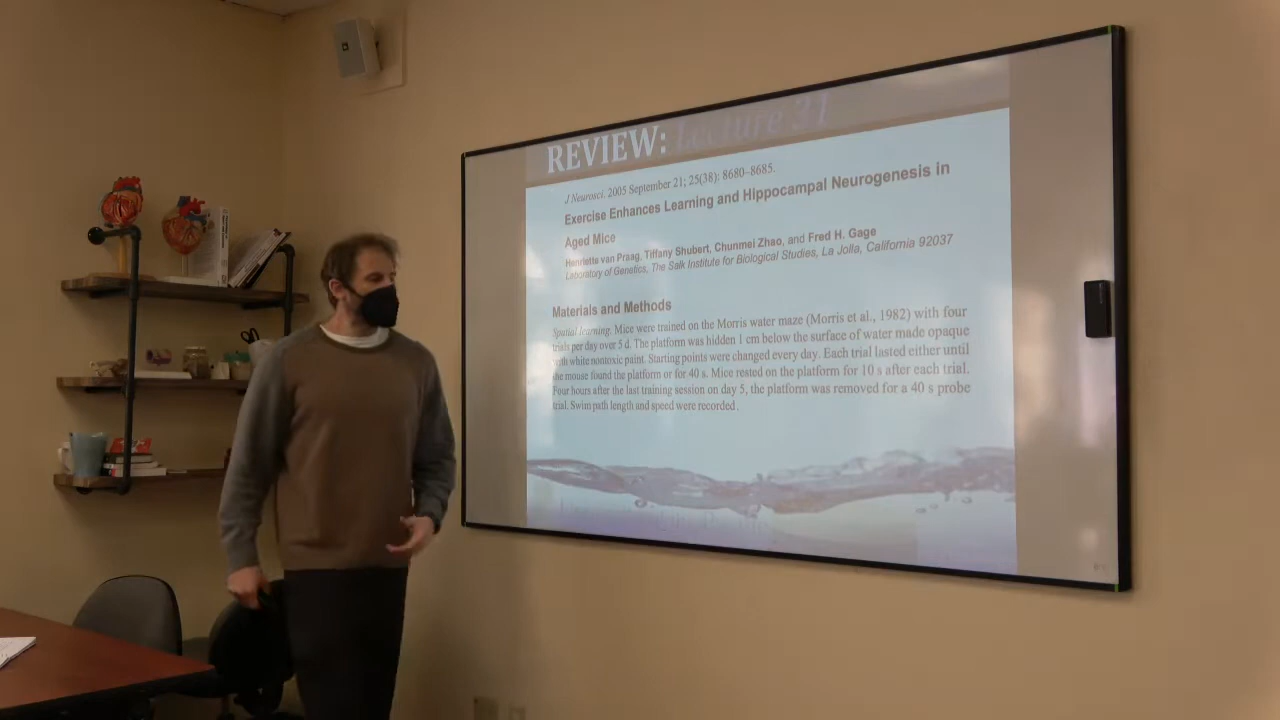 REVIEW: Lecture 31
J Neurosci. 2005 September 21; 25(38): 8680–8685.
Exercise Enhances Learning and Hippocampal Neurogenesis in
Aged Mice
Henriette van Praag, Tiffany Shubert, Chunmei Zhao, and Fred H. Gage
Laboratory of Genetics, The Salk Institute for Biological Studies, La Jolla, California 92037
Materials and Methods
Spatial learning. Mice were trained on the Morris water maze (Morris et al., 1982) with four
trials per day over 5 d. The platform was hidden 1 cm below the surface of water made opaque
with white nontoxic paint. Starting points were changed every day. Each trial lasted either until
the mouse found the platform or for 40 s. Mice rested on the platform for 10 s after each trial.
Four hours after the last training session on day 5, the platform was removed for a 40 s probe
trial. Swim path length and speed were recorded.